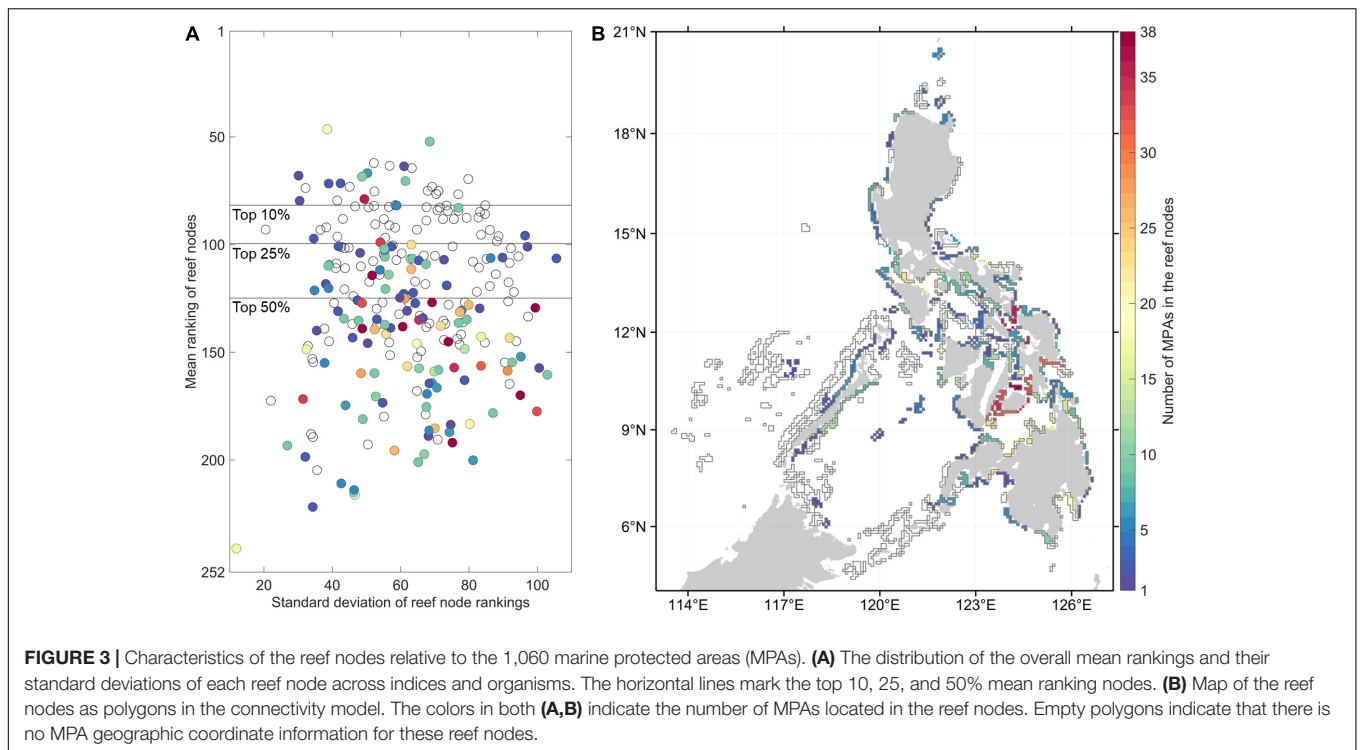 A
1
50
100
150
200
252
Mean ranking of reef nodes
Top 10%
Top 25%
Top 50%
20
40
60
80
100
Standard deviation of reef node rankings
B
21°N
18°N
15°N
12°N
9°N
6°N
114°E
117°E
120°E
123°E
126°E
38
35
30
25
20
15
10
5
1
Number of MPAs in the reef nodes
FIGURE 3 | Characteristics of the reef nodes relative to the 1,060 marine protected areas (MPAs). (A) The distribution of the overall mean rankings and their
standard deviations of each reef node across indices and organisms. The horizontal lines mark the top 10, 25, and 50% mean ranking nodes. (B) Map of the reef
nodes as polygons in the connectivity model. The colors in both (A,B) indicate the number of MPAs located in the reef nodes. Empty polygons indicate that there is
no MPA geographic coordinate information for these reef nodes.